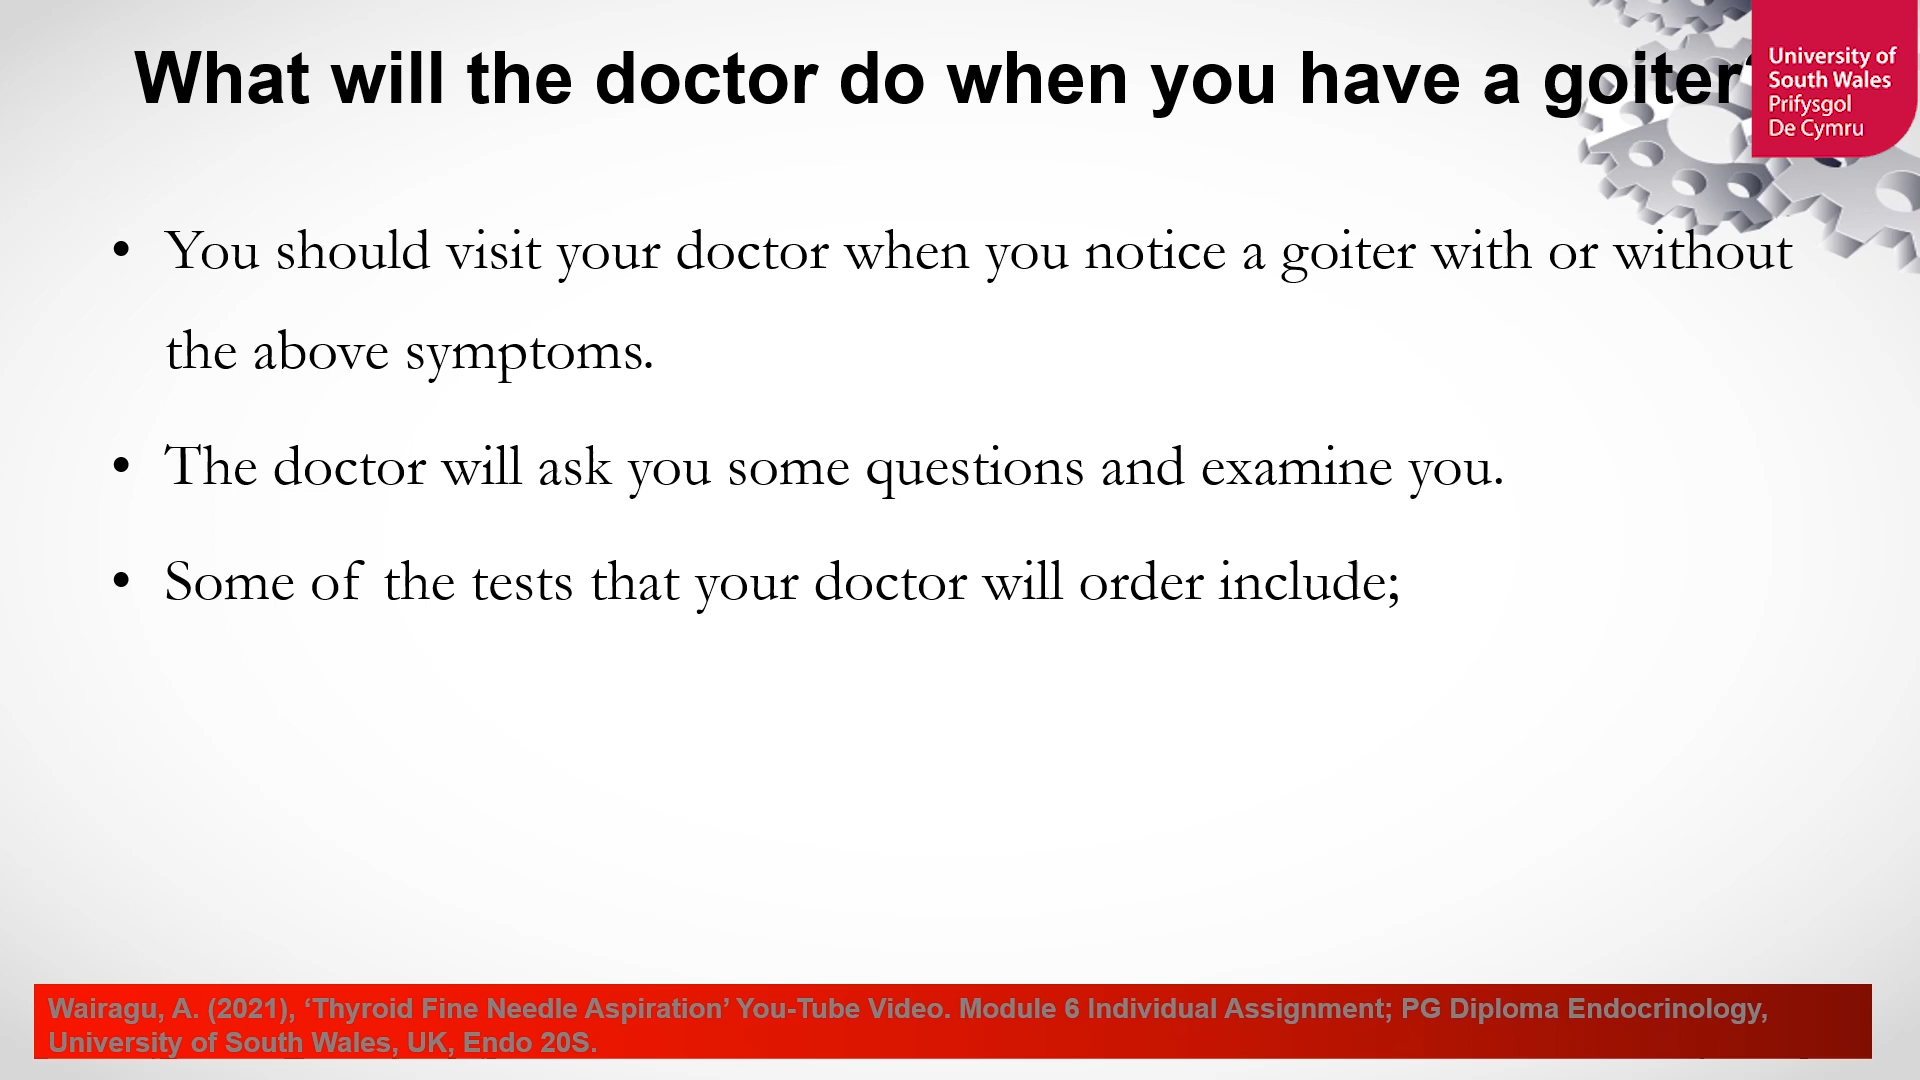 What will the doctor do when you have a goiter?
University of
South Wales
Prifysgol
De Cymru
• You should visit your doctor when you notice a goiter with or without
the above symptoms.
• The doctor will ask you some questions and examine you.
• Some of the tests that your doctor will order include;
Wairagu, A. (2021), ‘Thyroid Fine Needle Aspiration’ You-Tube Video. Module 6 Individual Assignment; PG Diploma Endocrinology,
University of South Wales, UK, Endo 20S.